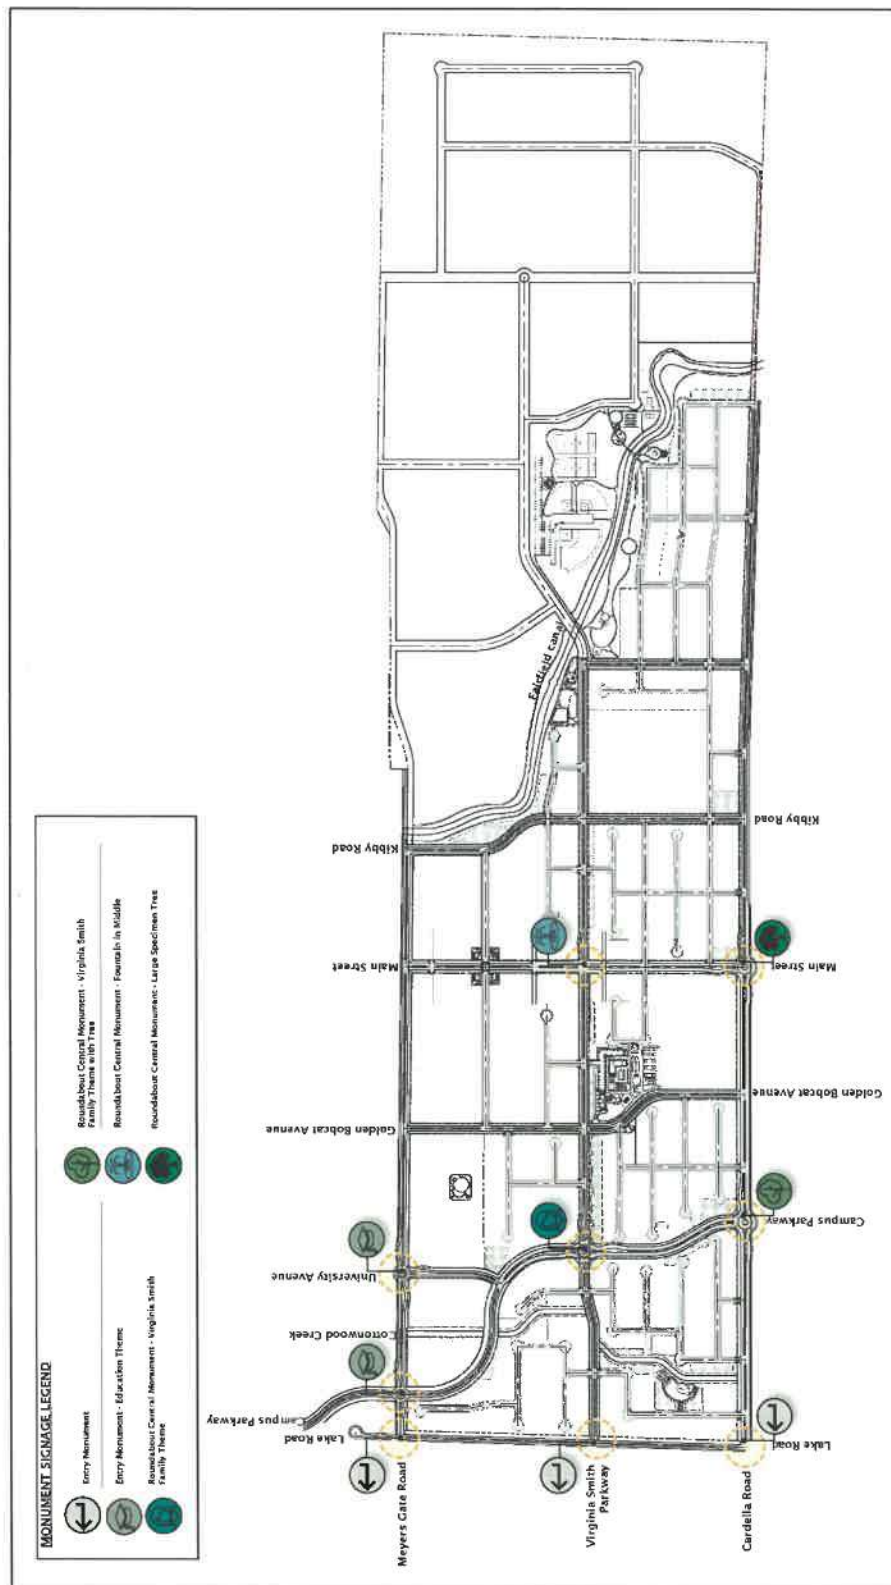 MONUMENT SIGNAGE LEGEND
Entry Monument
Entry Monument - Education Theme
Roundabout Central Monument - Virginia Smith
Family Theme
Roundabout Central Monument - Virginia Smith
Family Theme with Tree
Roundabout Central Monument - Fountain in Middle
Roundabout Central Monument - Large Specimen Tree
Campus Parkway
Lake Road
Cottonwood Creek
University Avenue
Golden Bobcat Avenue
Main Street
Kibby Road
Fairfield Canal
Meyers Gate Road
Virginia Smith
Parkway
Cardella Road
Lake Road
Campus Parkway
Golden Bobcat Avenue
Main Street
Kibby Road